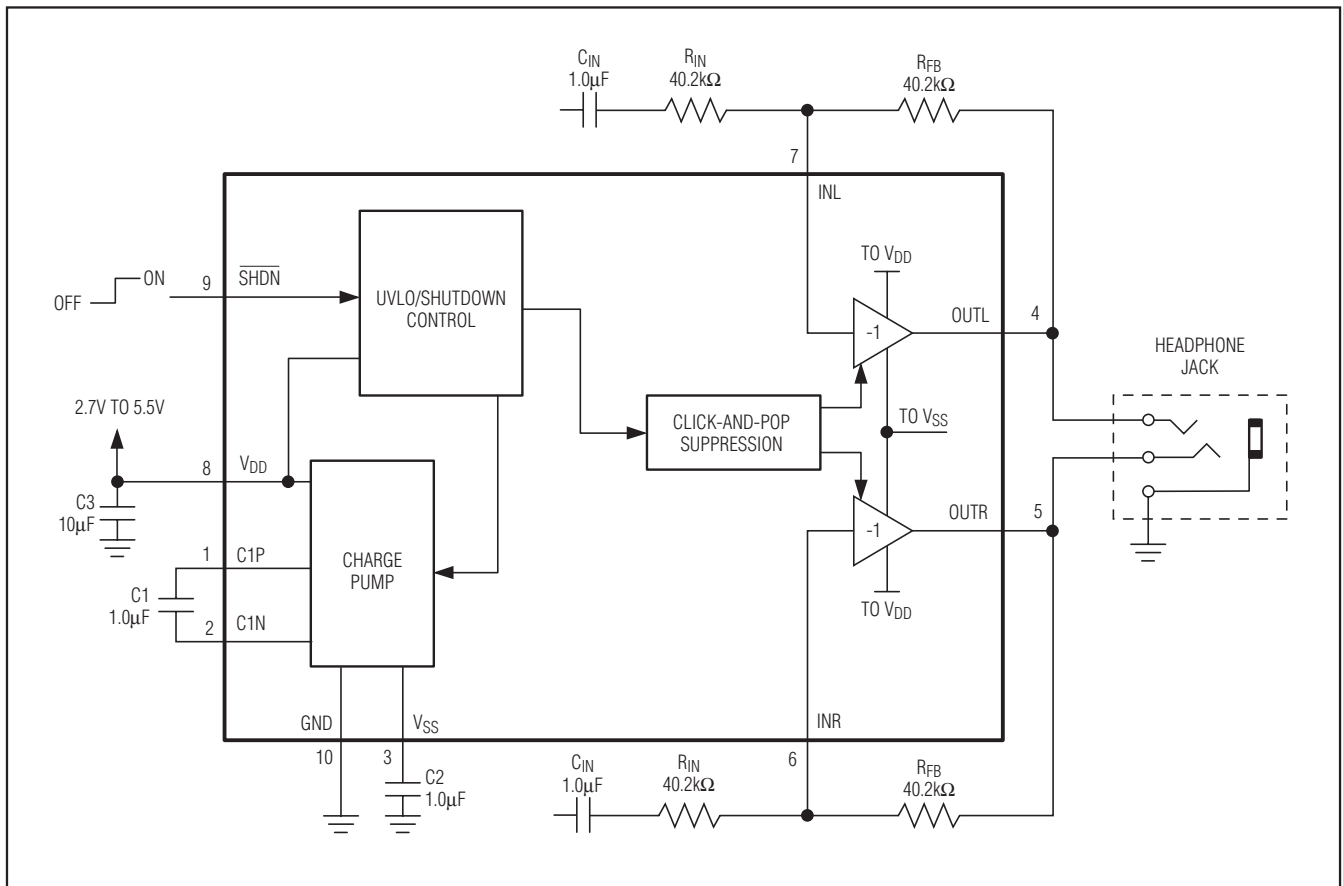 CIN
1.0µF
RIN
40.2kΩ
RFB
40.2kΩ
7
INL
TO VDD
OFF
ON
9
SHDN
UVLO/SHUTDOWN
CONTROL
-1
OUTL
4
HEADPHONE
JACK
2.7V TO 5.5V
CLICK-AND-POP
SUPPRESSION
TO VSS
8
VDD
C3
10µF
-1
OUTR
5
1
C1P
CHARGE
PUMP
C1
1.0µF
2
C1N
TO VDD
GND
VSS
INR
10
3
6
C2
1.0µF
CIN
1.0µF
RIN
40.2kΩ
RFB
40.2kΩ